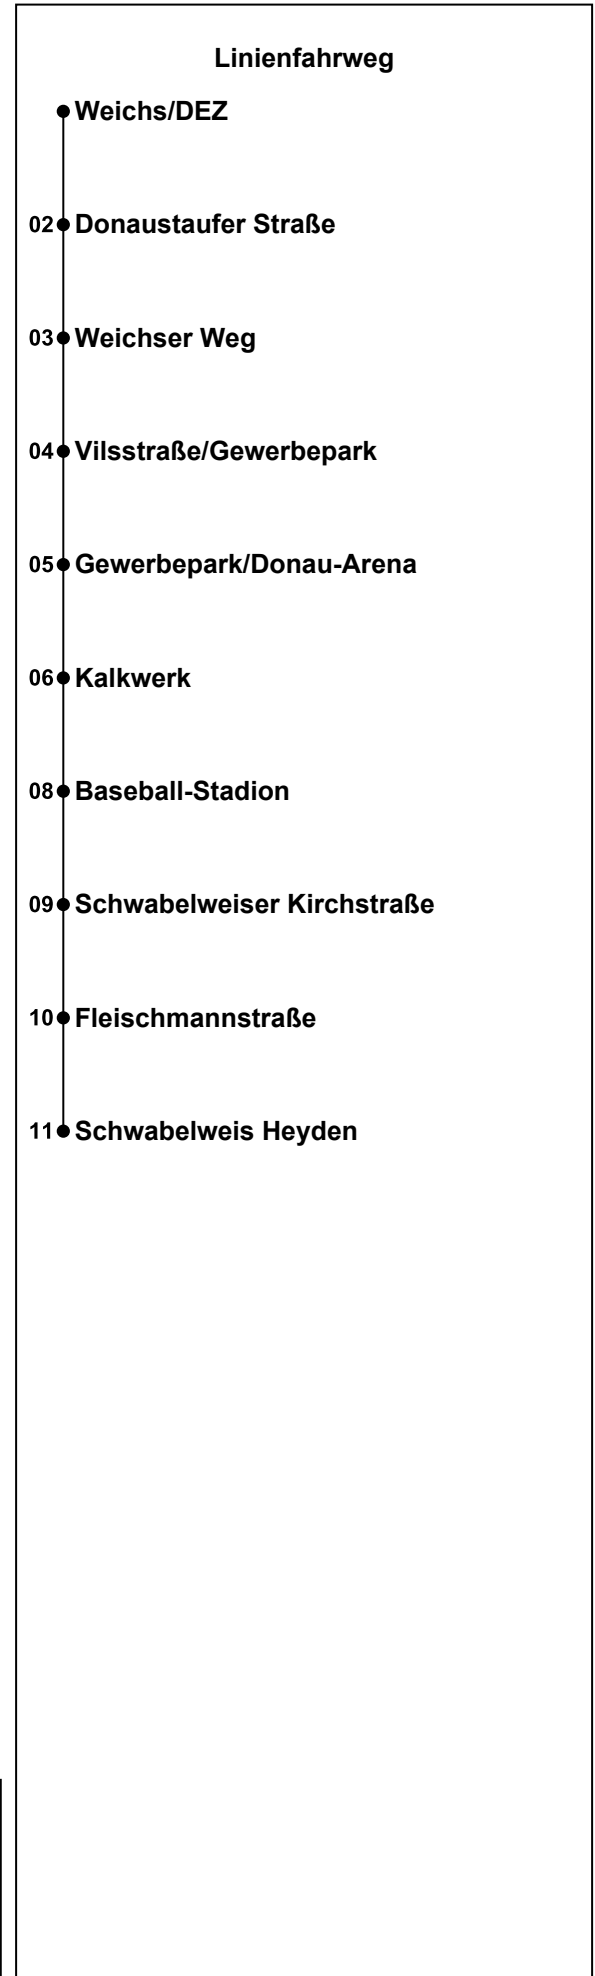 Linienfahrweg
Weichs/DEZ
02 Donaustaufer Straße
03 Weichser Weg
04 Vilsstraße/Gewerbepark
05 Gewerbepark/Donau-Arena
06 Kalkwerk
08 Baseball-Stadion
09 Schwabelweiser Kirchstraße
10 Fleischmannstraße
11 Schwabelweis Heyden